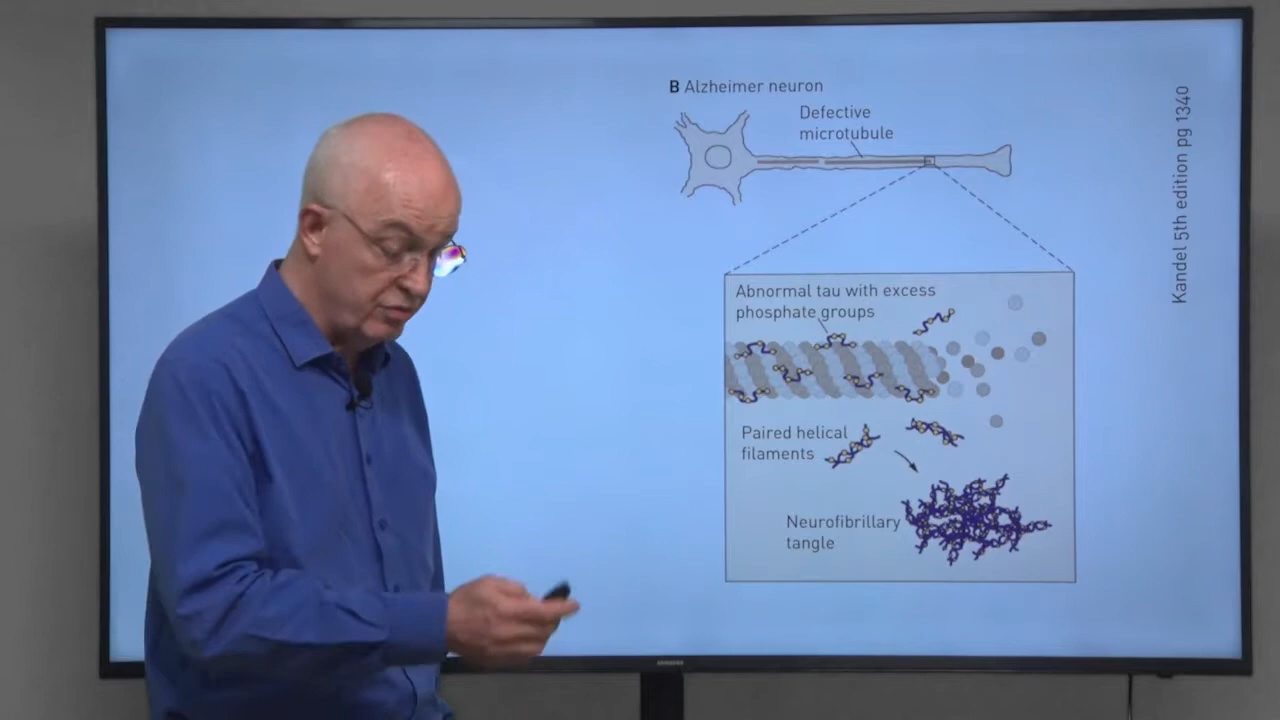 B Alzheimer neuron
Defective
microtubule
Kandel 5th edition pg 1340
Abnormal tau with excess
phosphate groups
Paired helical
filaments
Neurofibrillary
tangle
SAMSUNG